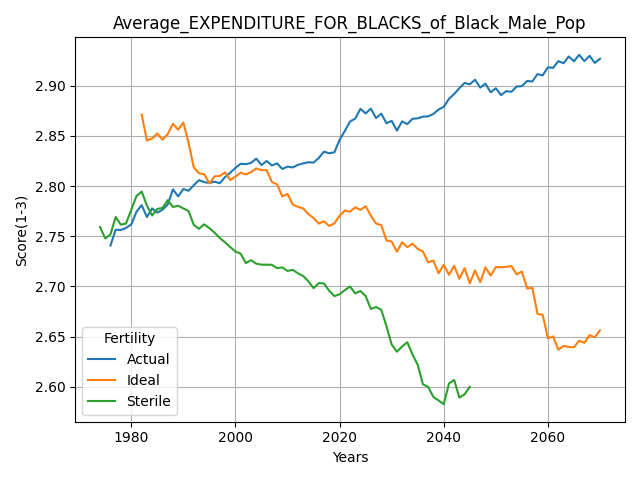 Average_EXPENDITURE_FOR_BLACKS_of_Black_Male_Pop
Score(1-3)
2.90
2.85
2.80
2.75
2.70
2.65
2.60
Fertility
Actual
Ideal
Sterile
1980 2000 2020 2040 2060
Years